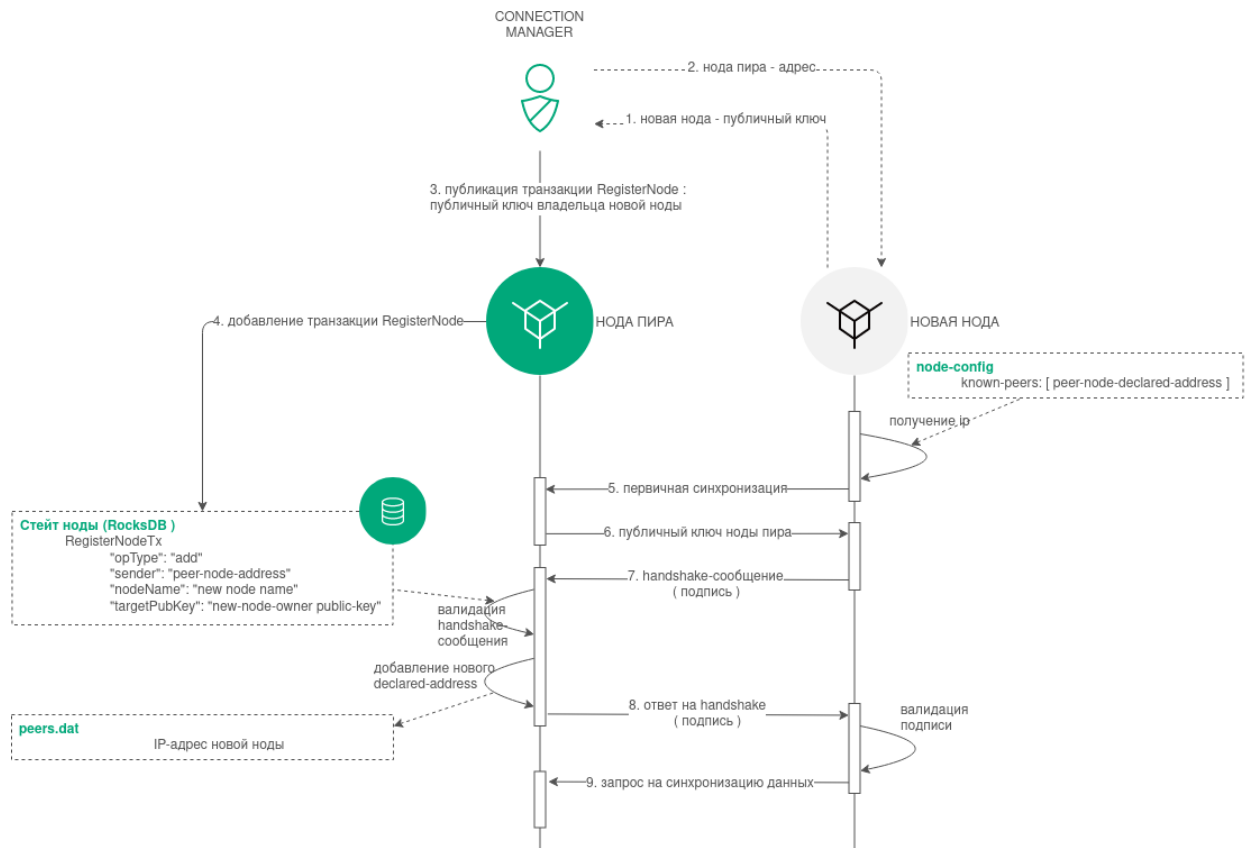 CONNECTION
MANAGER
2. нода пира - адрес
1. новая нода - публичный ключ
3. публикация транзакции RegisterNode :
публичный ключ владельца новой ноды
4. добавление транзакции RegisterNode
НОДА ПИРА
НОВАЯ НОДА
node-config
known-peers: [ peer-node-declared-address ]
получение ip
5. первичная синхронизация
Стейт ноды (RocksDB )
RegisterNodeTx
"opType": "add"
"sender": "peer-node-address"
"nodeName": "new node name"
"targetPubKey": "new-node-owner public-key"
6. публичный ключ ноды пира
7. handshake-сообщение
( подпись )
валидация
handshake-
сообщения
добавление нового
declared-address
8. ответ на handshake
( подпись )
валидация
подписи
peers.dat
IP-адрес новой ноды
9. запрос на синхронизацию данных